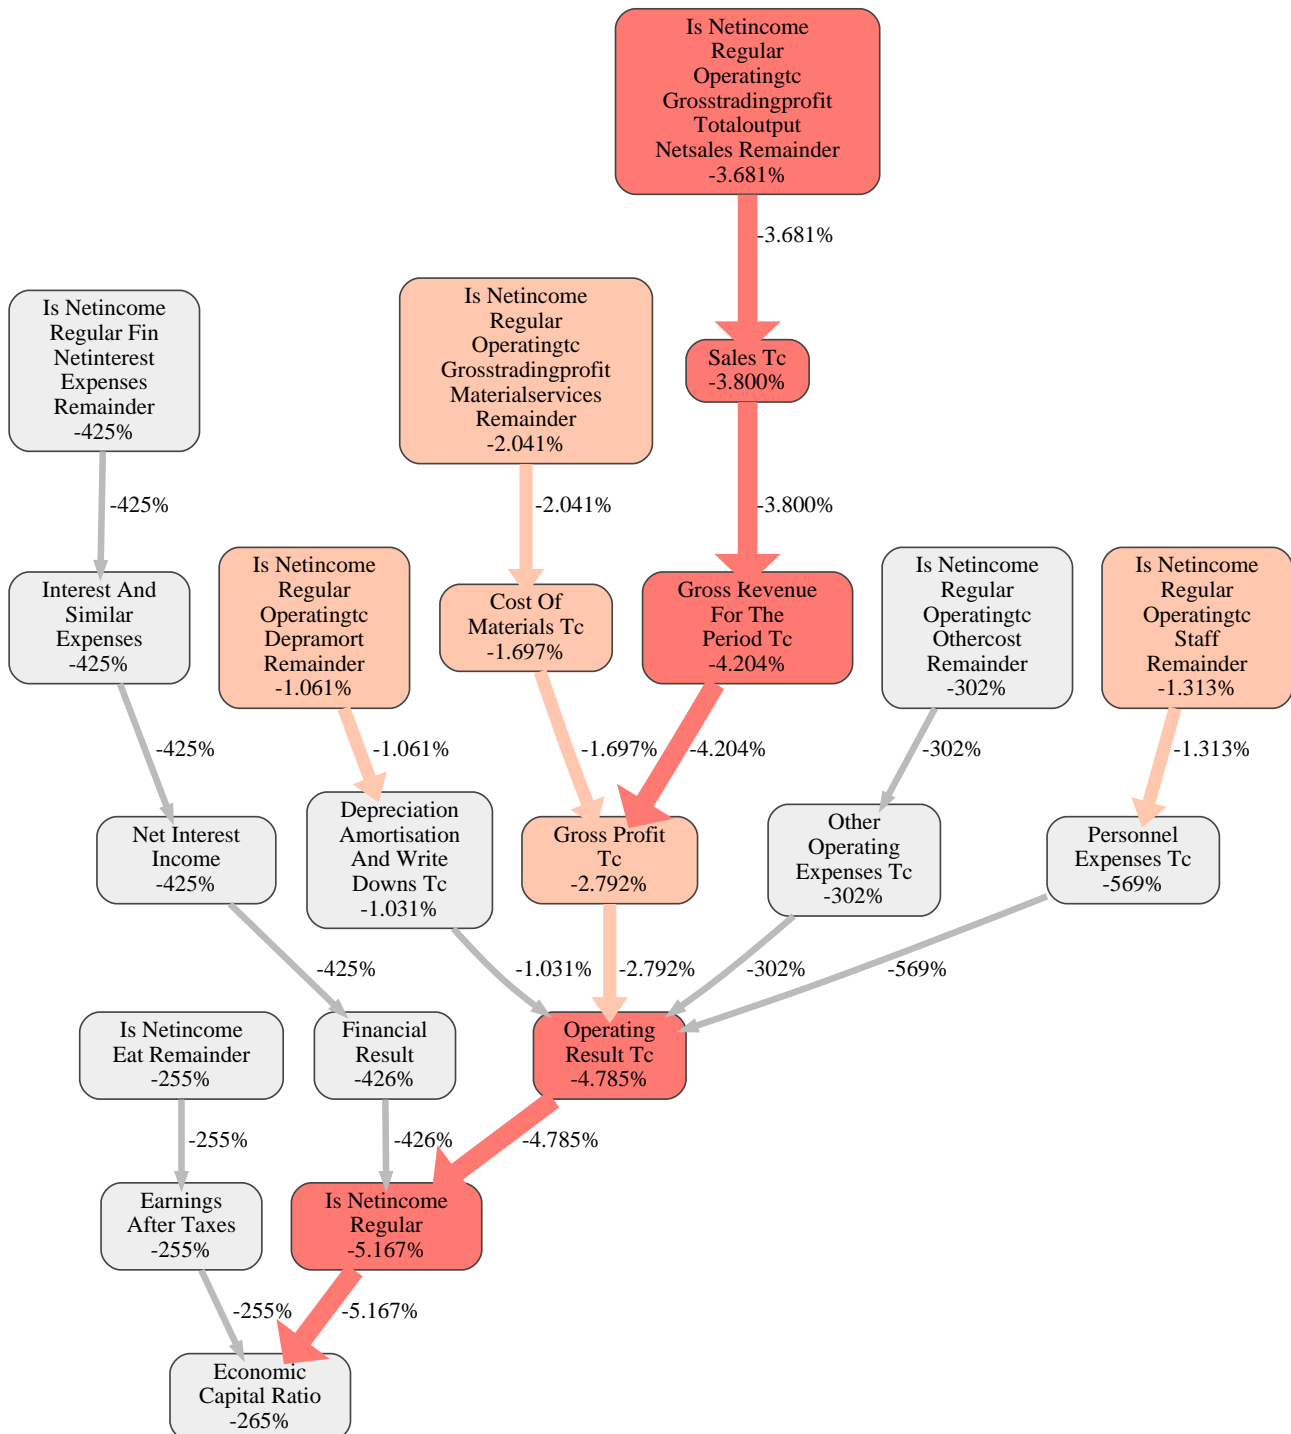 Is Netincome
Regular
Operatingtc
Grosstradingprofit
Totaloutput
Netsales Remainder
-3.681%
-3.681%
Is Netincome
Regular Fin
Netinterest
Expenses
Remainder
-425%
Is Netincome
Regular
Operatingtc
Grosstradingprofit
Materialservices
Remainder
-2.041%
Sales Tc
-3.800%
-425%
-2.041%
-3.800%
Interest And
Similar
Expenses
-425%
Is Netincome
Regular
Operatingtc
Depramort
Remainder
-1.061%
Cost Of
Materials Tc
-1.697%
Gross Revenue
For The
Period Tc
-4.204%
Is Netincome
Regular
Operatingtc
Othercost
Remainder
-302%
Is Netincome
Regular
Operatingtc
Staff
Remainder
-1.313%
-425%
-1.061%
-1.697%
-4.204%
-302%
-1.313%
Net Interest
Income
-425%
Depreciation
Amortisation
And Write
Downs Tc
-1.031%
Gross Profit
Tc
-2.792%
Other
Operating
Expenses Tc
-302%
Personnel
Expenses Tc
-569%
-425%
-1.031%
-2.792%
-302%
-569%
Is Netincome
Eat Remainder
-255%
Financial
Result
-426%
Operating
Result Tc
-4.785%
-255%
-426%
-4.785%
Earnings
After Taxes
-255%
Is Netincome
Regular
-5.167%
-255%
-5.167%
Economic
Capital Ratio
-265%